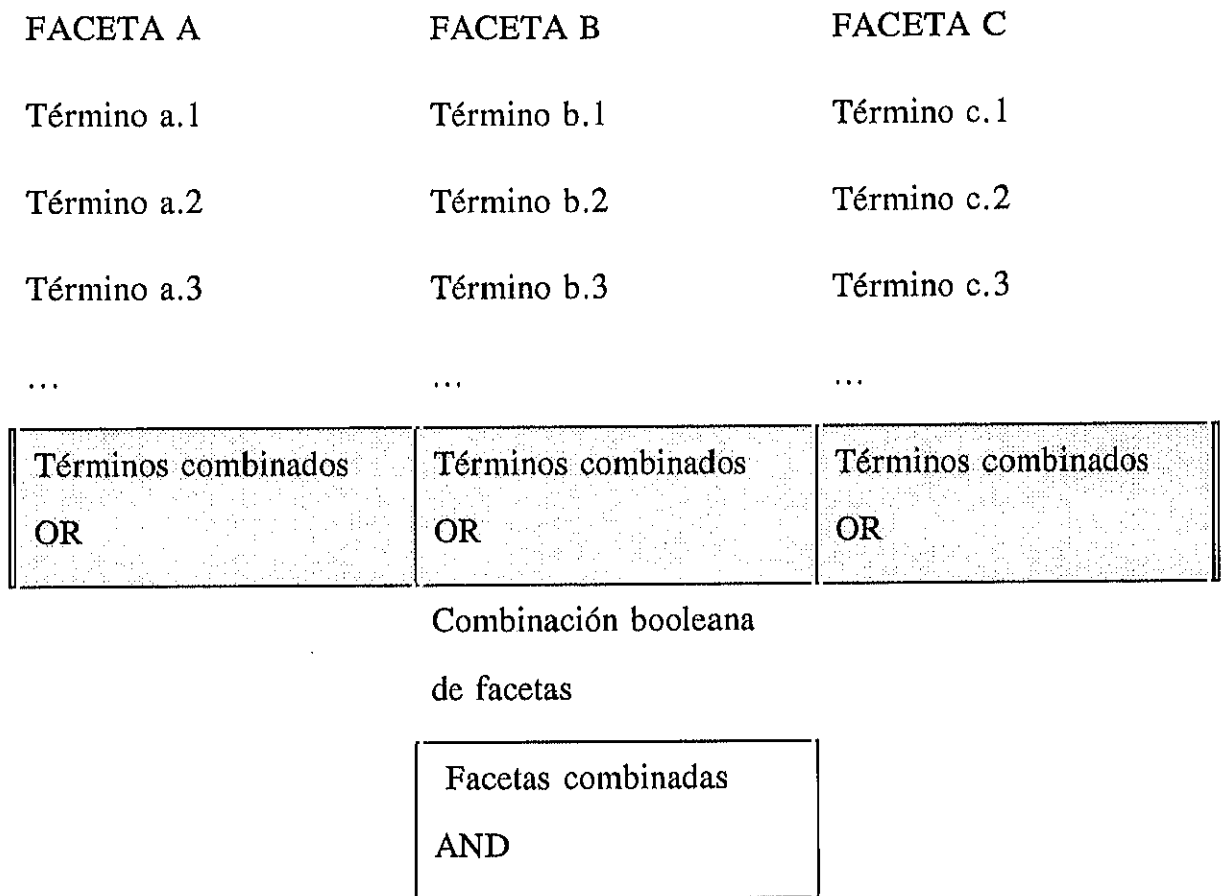 FACETA A FACETA B FACETA C
Término a.1 Término b.1 Término c.1
Término a.2 Término b.2 Término c.2
Término a.3 Término b.3 Término c.3
... ... ...
Términos combinados Términos combinados Términos combinados
OR OR OR
Combinación booleana
de facetas
Facetas combinadas
AND